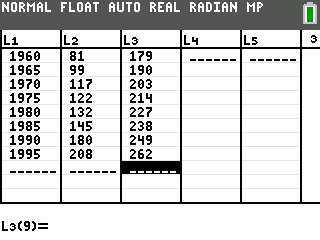 NORMAL FLOAT AUTO REAL RADIAN MP
L1 L2 L3 L4 L5 3
1960 81 179 ------ ------
1965 99 190
1970 117 203
1975 122 214
1980 132 227
1985 145 238
1990 180 249
1995 208 262
------ ------ ------
L3(9)=